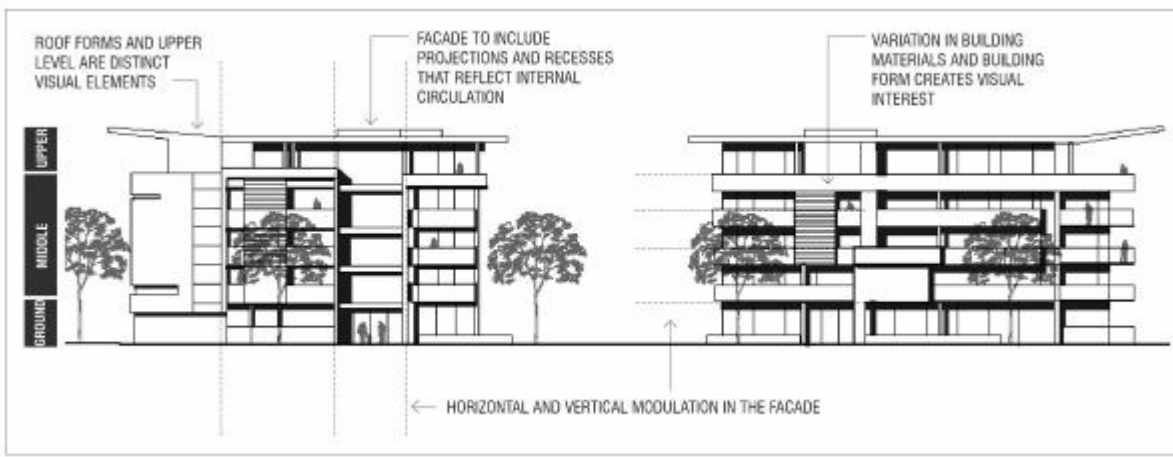 ROOF FORMS AND UPPER
LEVEL ARE DISTINCT
VISUAL ELEMENTS
FACADE TO INCLUDE
PROJECTIONS AND RECESSES
THAT REFLECT INTERNAL
CIRCULATION
VARIATION IN BUILDING
MATERIALS AND BUILDING
FORM CREATES VISUAL
INTEREST
UPPER
MIDDLE
GROUND
HORIZONTAL AND VERTICAL MODULATION IN THE FACADE